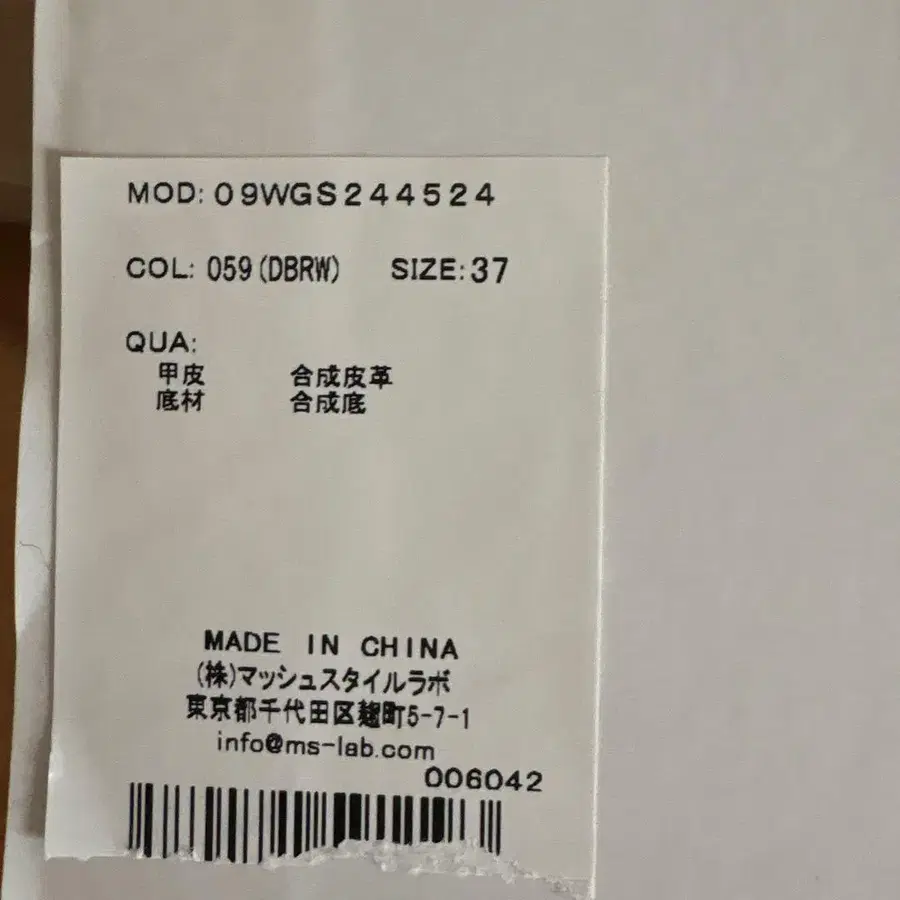 MOD: 09WGS244524
COL: 059(DBRW) SIZE: 37
QUA:
甲皮 合成皮革
底材 合成底
MADE IN CHINA
(株)マッシュスタイルラボ
東京都千代田区麹町5-7-1
info@ms-lab.com
006042